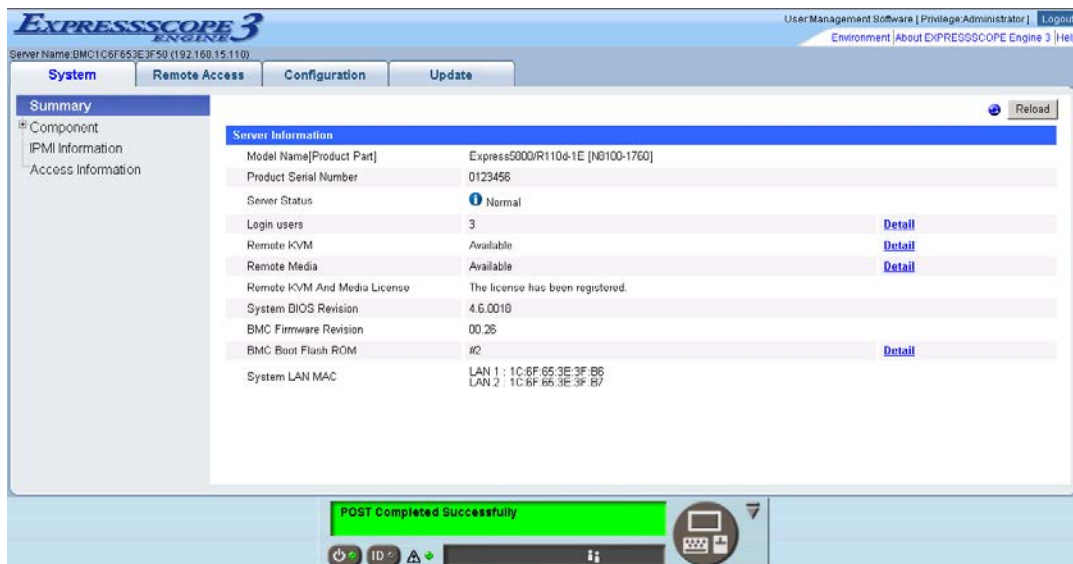 EXPRESSSCOPE 3
ENGINE
User:Management Software [ Privilege:Administrator ] Logout
Environment About EXPRESSSCOPE Engine 3 Hel
Server Name:BMC1C6F653E3F50 (192.168.15.110)
System Remote Access Configuration Update
Summary
Component
IPMI Information
Access Information
Reload
Server Information
Model Name[Product Part] Express5800/R110d-1E [N8100-1760]
Product Serial Number 0123456
Server Status Normal
Login users 3 Detail
Remote KVM Available Detail
Remote Media Available Detail
Remote KVM And Media License The license has been registered.
System BIOS Revision 4.6.0018
BMC Firmware Revision 00.26
BMC Boot Flash ROM #2 Detail
System LAN MAC LAN 1 : 1C:6F:65:3E:3F:B6
LAN 2 : 1C:6F:65:3E:3F:B7
POST Completed Successfully
ID